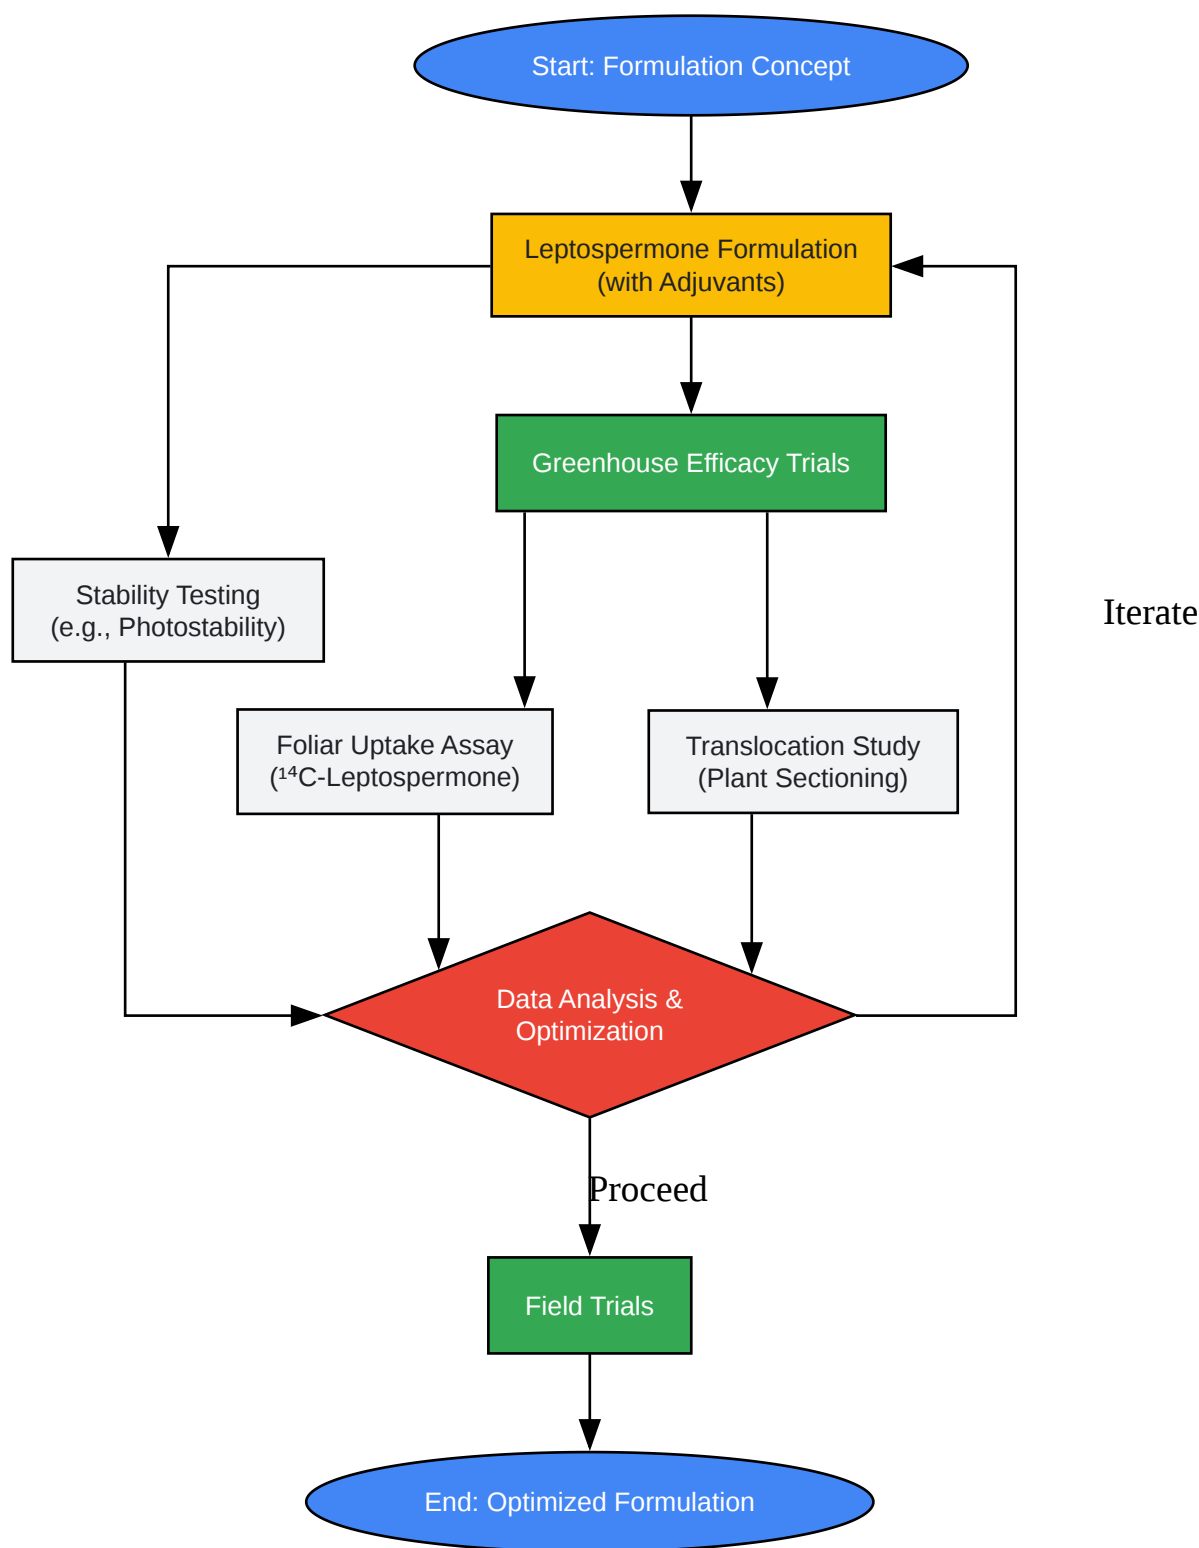 Start: Formulation Concept
Leptospermone Formulation
(with Adjuvants)
Greenhouse Efficacy Trials
Stability Testing
(e.g., Photostability)
Iterate
Foliar Uptake Assay
(¹⁴C-Leptospermone)
Translocation Study
(Plant Sectioning)
Data Analysis &
Optimization
Proceed
Field Trials
End: Optimized Formulation